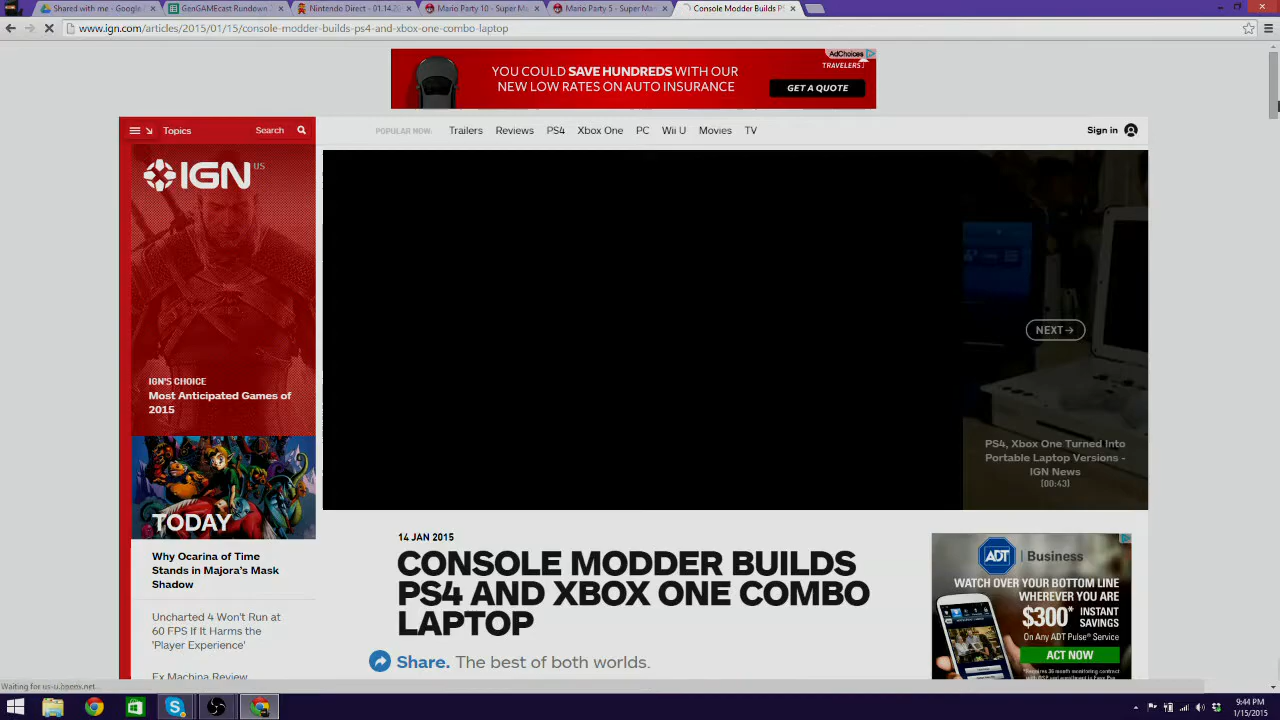 Shared with me - Google
GenGAMEcast Rundown
Nintendo Direct - 01.14.20
Mario Party 10 - Super M
Mario Party 5 - Super Mar
Console Modder Builds PS
www.ign.com/articles/2015/01/15/console-modder-builds-ps4-and-xbox-one-combo-laptop
YOU COULD SAVE HUNDREDS WITH OUR
NEW LOW RATES ON AUTO INSURANCE
AdChoices
TRAVELERS
GET A QUOTE
Topics
Search
POPULAR NOW:
Trailers
Reviews
PS4
Xbox One
PC
Wii U
Movies
TV
Sign in
IGN US
IGN'S CHOICE
Most Anticipated Games of
2015
TODAY
Why Ocarina of Time
Stands in Majora's Mask
Shadow
Uncharted 4 Won't Run at
60 FPS If It Harms the
'Player Experience'
Ex Machina Review
NEXT
PS4, Xbox One Turned Into
Portable Laptop Versions -
IGN News
[00:43]
14 JAN 2015
CONSOLE MODDER BUILDS
PS4 AND XBOX ONE COMBO
LAPTOP
Share. The best of both worlds.
ADT Business
WATCH OVER YOUR BOTTOM LINE
WHEREVER YOU ARE
$300* INSTANT
SAVINGS
On Any ADT Pulse® Service
ACT NOW
Waiting for us-u.openx.net...
9:44 PM
1/15/2015